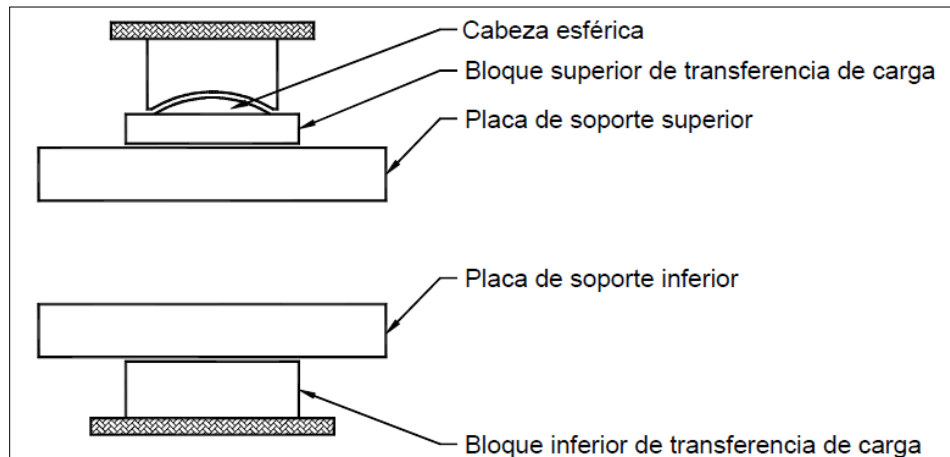 Cabeza esférica
Bloque superior de transferencia de carga
Placa de soporte superior
Placa de soporte inferior
Bloque inferior de transferencia de carga